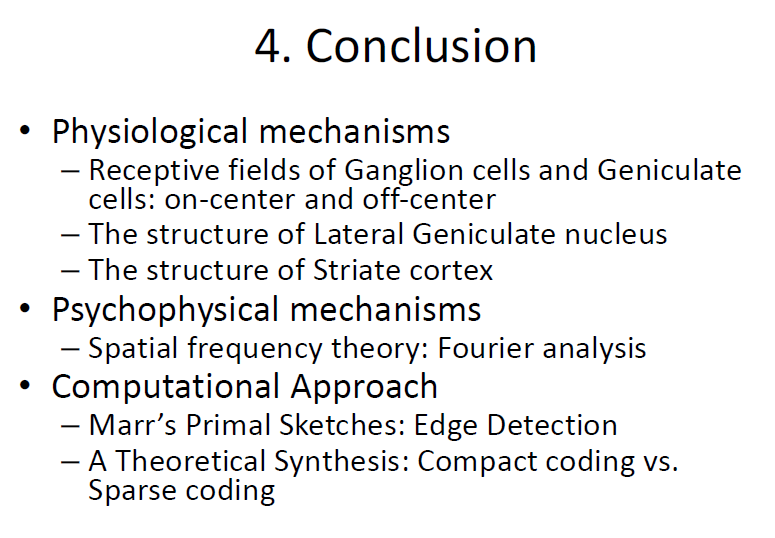 4. Conclusion
• Physiological mechanisms
– Receptive fields of Ganglion cells and Geniculate
cells: on-center and off-center
– The structure of Lateral Geniculate nucleus
– The structure of Striate cortex
• Psychophysical mechanisms
– Spatial frequency theory: Fourier analysis
• Computational Approach
– Marr’s Primal Sketches: Edge Detection
– A Theoretical Synthesis: Compact coding vs.
Sparse coding